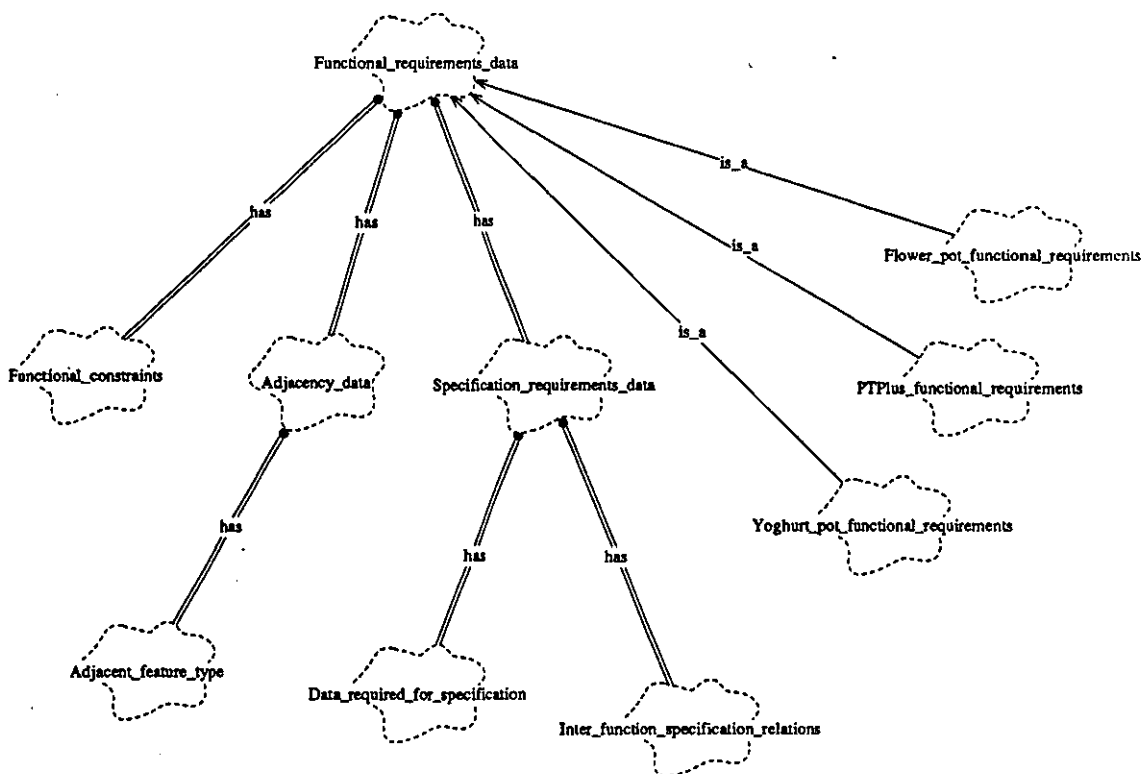 Functional_requirements_data
is_a
has
has
has
is_a
Flower_pot_functional_requirements
is_a
Functional_constraints
Adjacency_data
Specification_requirements_data
PTPlus_functional_requirements
Yoghurt_pot_functional_requirements
has
has
has
Adjacent_feature_type
Data_required_for_specification
Inter_function_specification_relations